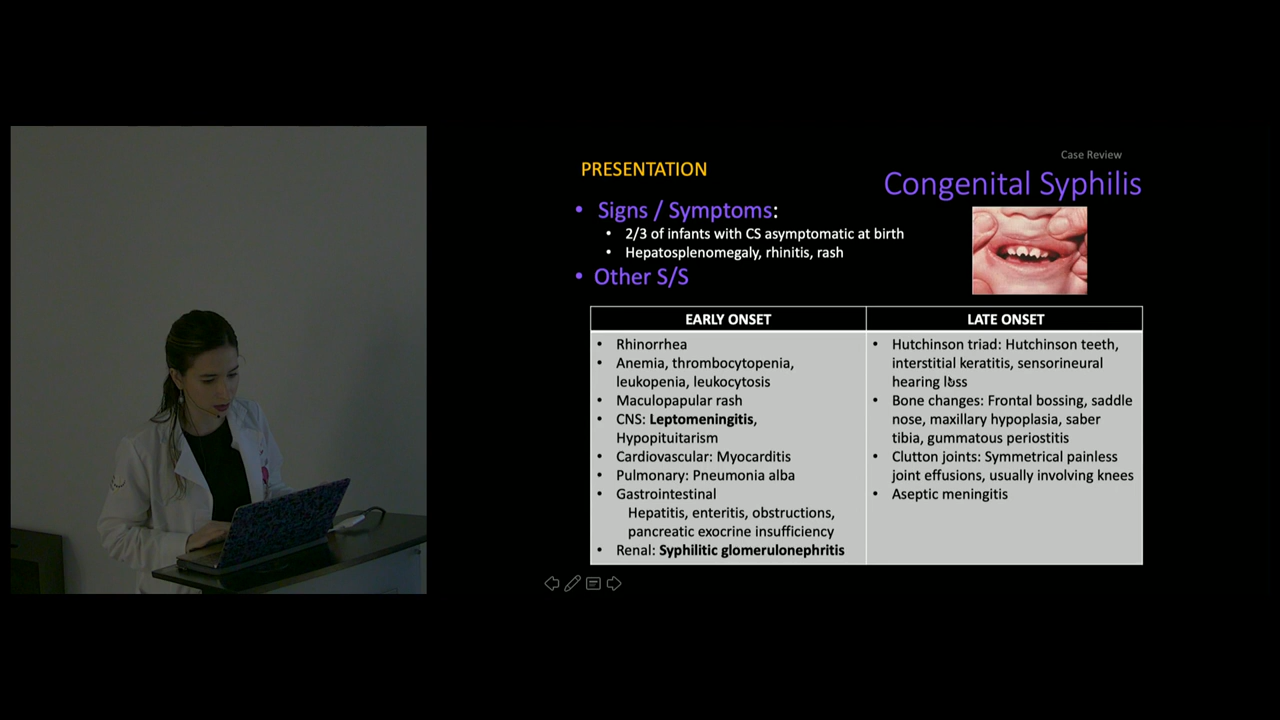 Case Review
PRESENTATION
Congenital Syphilis
• Signs / Symptoms:
• 2/3 of infants with CS asymptomatic at birth
• Hepatosplenomegaly, rhinitis, rash
• Other S/S
EARLY ONSET
• Rhinorrhea
• Anemia, thrombocytopenia,
leukopenia, leukocytosis
• Maculopapular rash
• CNS: Leptomeningitis,
Hypopituitarism
• Cardiovascular: Myocarditis
• Pulmonary: Pneumonia alba
• Gastrointestinal
Hepatitis, enteritis, obstructions,
pancreatic exocrine insufficiency
• Renal: Syphilitic glomerulonephritis
LATE ONSET
• Hutchinson triad: Hutchinson teeth,
interstitial keratitis, sensorineural
hearing loss
• Bone changes: Frontal bossing, saddle
nose, maxillary hypoplasia, saber
tibia, gummatous periostitis
• Clutton joints: Symmetrical painless
joint effusions, usually involving knees
• Aseptic meningitis